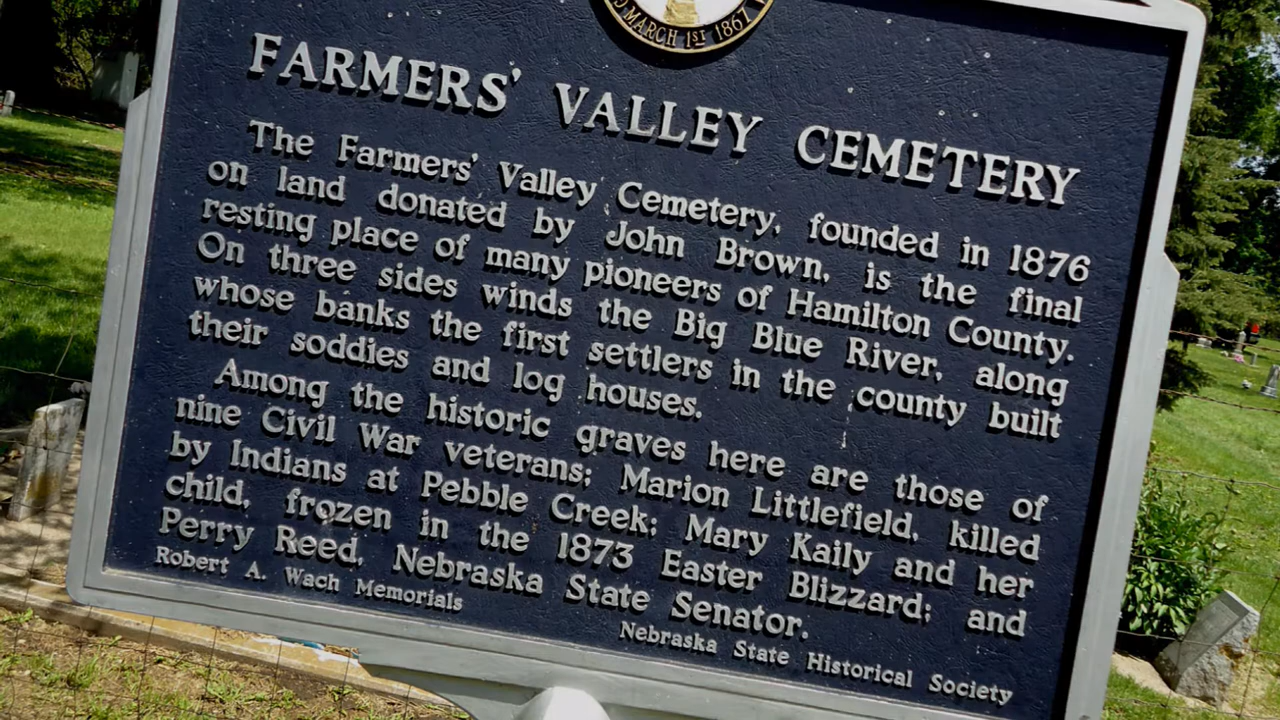 MARCH 1ST 1867
FARMERS' VALLEY CEMETERY
The Farmers' Valley Cemetery, founded in 1876
on land donated by John Brown, is the final
resting place of many pioneers of Hamilton County.
On three sides winds the Big Blue River, along
whose banks the first settlers in the county built
their soddies and log houses.
Among the historic graves here are those of
nine Civil War veterans; Marion Littlefield, killed
by Indians at Pebble Creek; Mary Kaily and her
child, frozen in the 1873 Easter Blizzard; and
Perry Reed, Nebraska State Senator.
Robert A. Wach Memorials
Nebraska State Historical Society